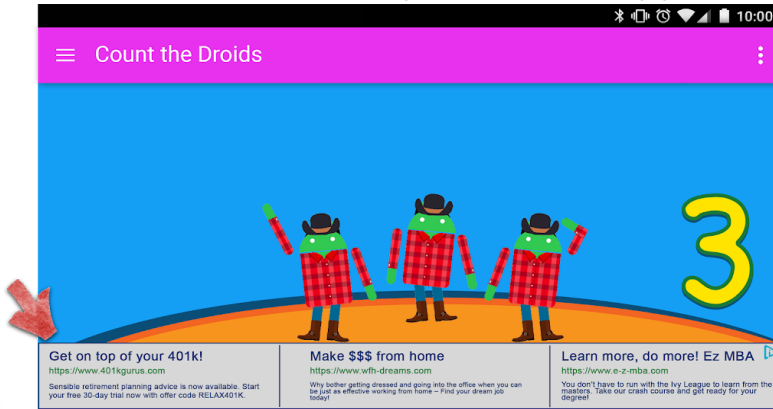 10:00
Count the Droids
3
Get on top of your 401k!
https://www.401kgurus.com
Sensible retirement planning advice is now available. Start
your free 30-day trial now with offer code RELAX401K.
Make $$$ from home
https://www.wfh-dreams.com
Why bother getting dressed and going into the office when you can
be just as effective working from home – Find your dream job
today!
Learn more, do more! Ez MBA
https://www.e-z-mba.com
You don't have to run with the Ivy League to learn from the
masters. Take our crash course and get ready for your
degree!